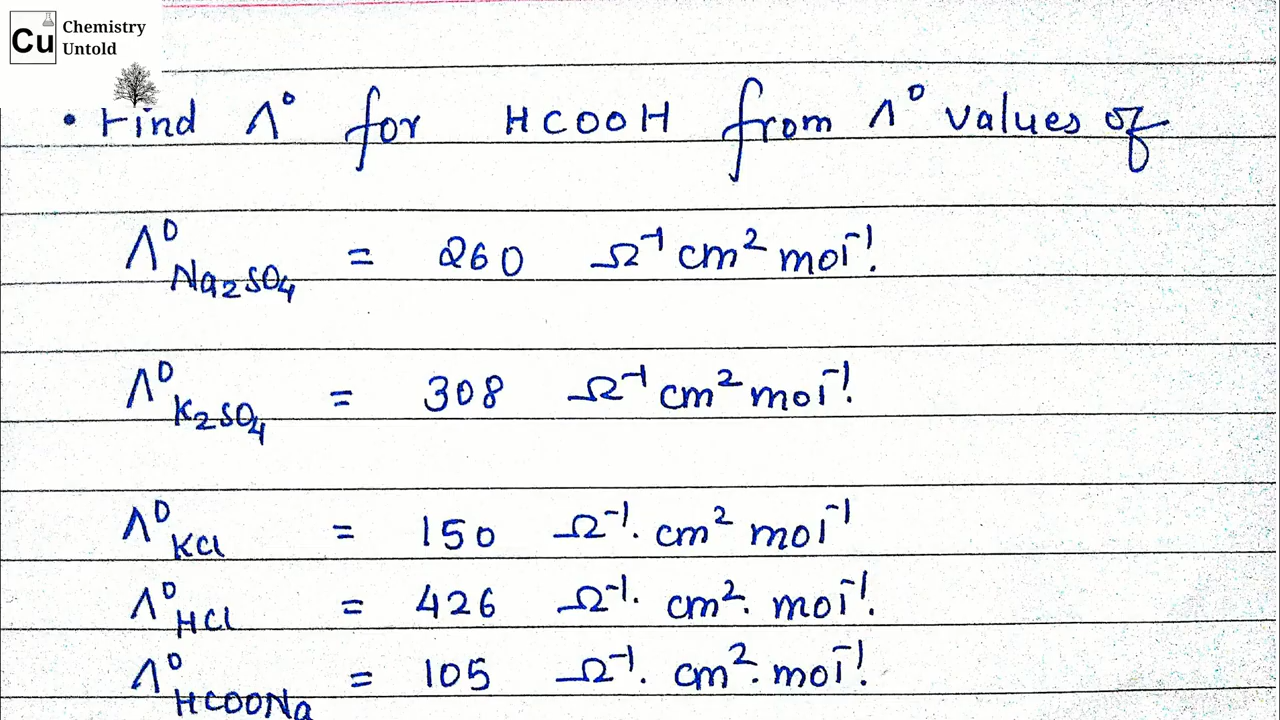 Cu Chemistry
Untold
• Find Λ° for HCOOH from Λ° values of
Λ°Na₂SO₄ = 260 Ω⁻¹ cm² mol⁻¹.
Λ°K₂SO₄ = 308 Ω⁻¹ cm² mol⁻¹.
Λ°KCl = 150 Ω⁻¹. cm² mol⁻¹
Λ°HCl = 426 Ω⁻¹. cm². mol⁻¹.
Λ°HCOONa = 105 Ω⁻¹. cm². mol⁻¹.